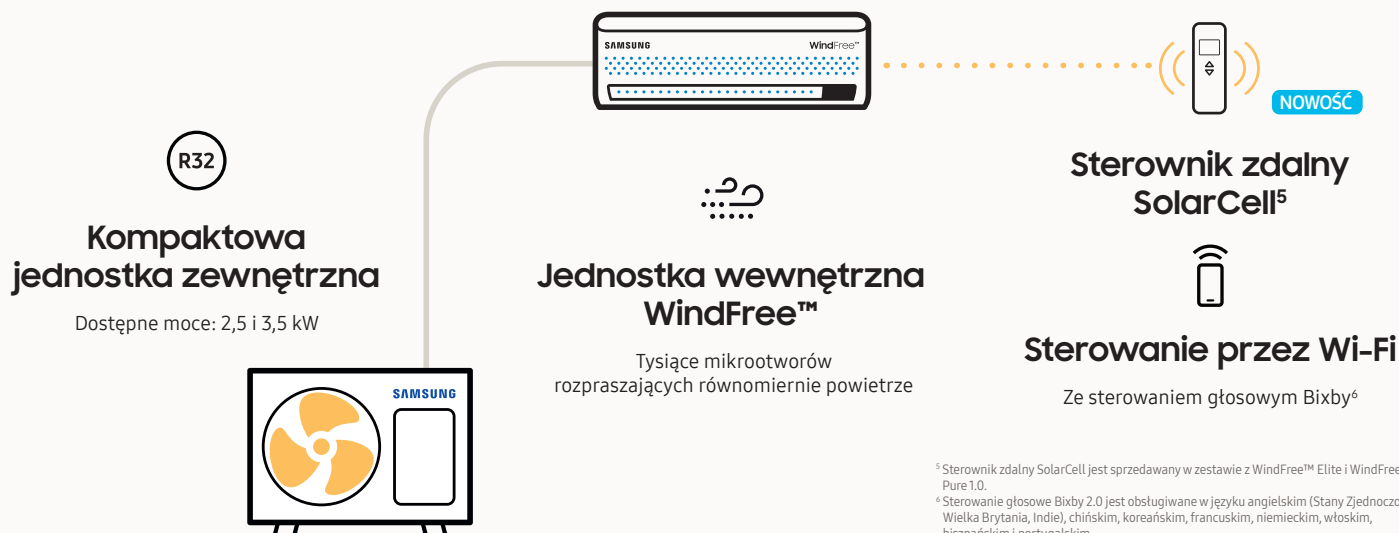 SAMSUNG
WindFree™
NOWOŚĆ
R32
Kompaktowa
jednostka zewnętrzna
Dostępne moce: 2,5 i 3,5 kW
SAMSUNG
Jednostka wewnętrzna
WindFree™
Tysiące mikrootworów
rozpraszających równomiernie powietrze
Sterownik zdalny
SolarCell⁵
Sterowanie przez Wi-Fi
Ze sterowaniem głosowym Bixby⁶
⁵ Sterownik zdalny SolarCell jest sprzedawany w zestawie z WindFree™ Elite i WindFree
Pure 1.0.
⁶ Sterowanie głosowe Bixby 2.0 jest obsługiwane w języku angielskim (Stany Zjednoczo
Wielka Brytania, Indie), chińskim, koreańskim, francuskim, niemieckim, włoskim,
hiszpańskim i portugalskim